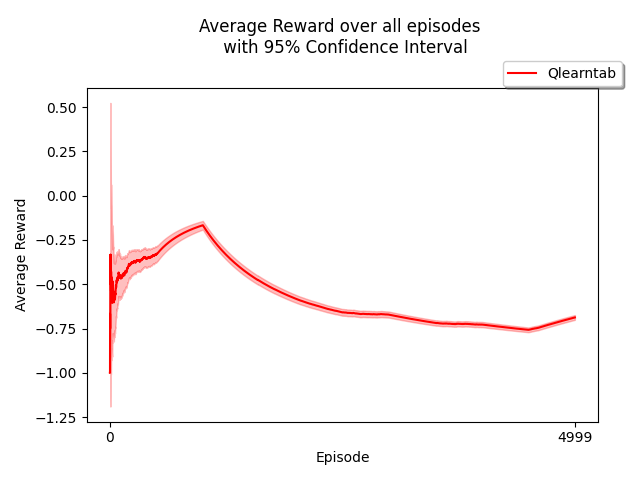 Average Reward over all episodes
with 95% Confidence Interval
Qlearntab
0.50
0.25
0.00
−0.25
−0.50
−0.75
−1.00
−1.25
Average Reward
0
4999
Episode